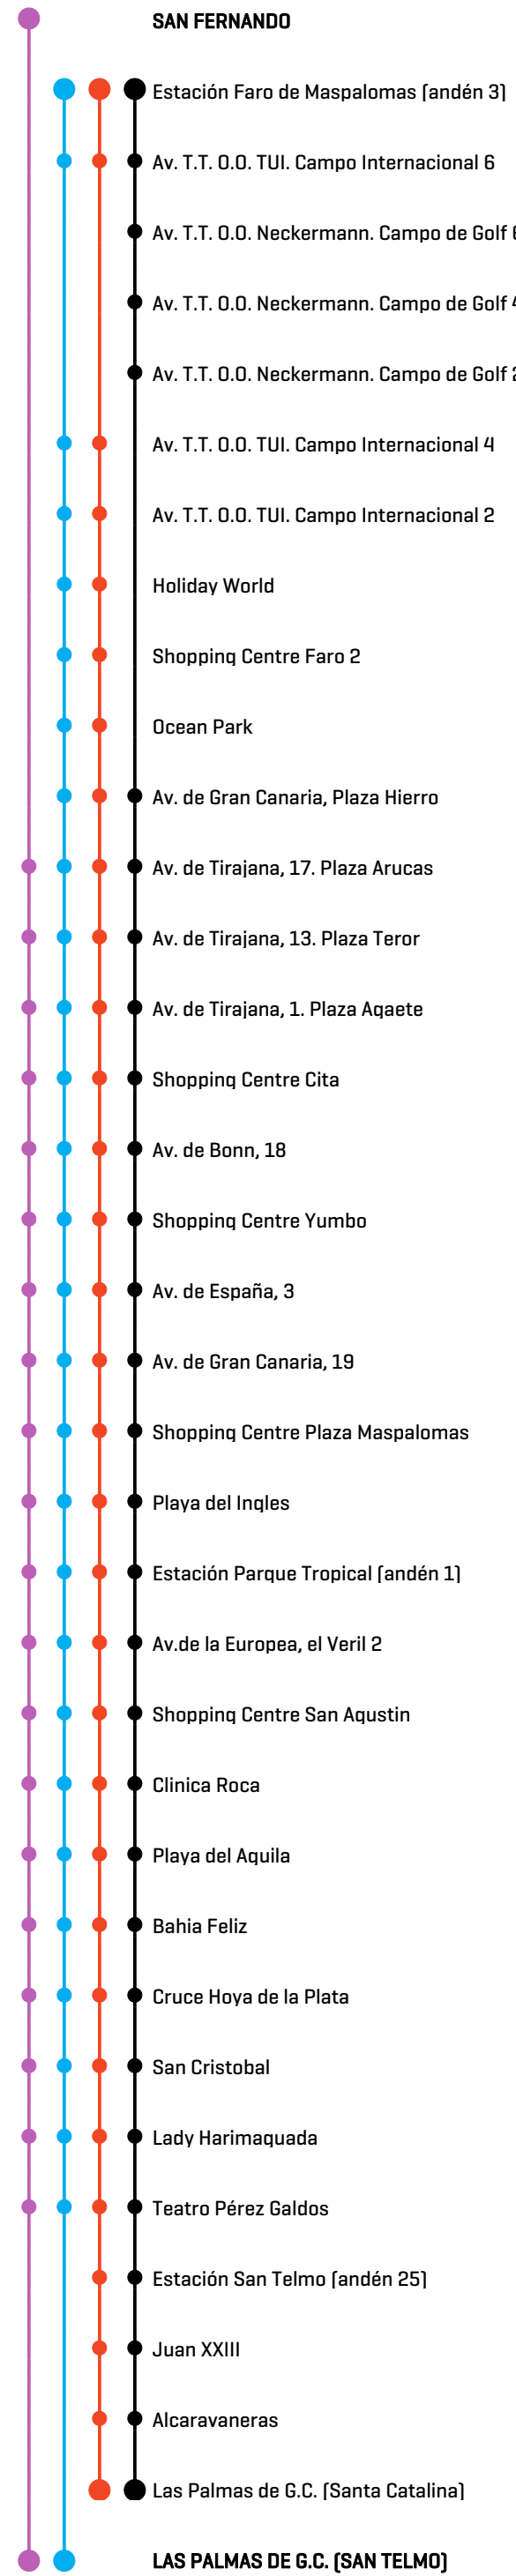 SAN FERNANDO
Estación Faro de Maspalomas (andén 3)
Av. T.T. O.O. TUI. Campo Internacional 6
Av. T.T. O.O. Neckermann. Campo de Golf 6
Av. T.T. O.O. Neckermann. Campo de Golf 4
Av. T.T. O.O. Neckermann. Campo de Golf 2
Av. T.T. O.O. TUI. Campo Internacional 4
Av. T.T. O.O. TUI. Campo Internacional 2
Holiday World
Shopping Centre Faro 2
Ocean Park
Av. de Gran Canaria, Plaza Hierro
Av. de Tirajana, 17. Plaza Arucas
Av. de Tirajana, 13. Plaza Teror
Av. de Tirajana, 1. Plaza Agaete
Shopping Centre Cita
Av. de Bonn, 18
Shopping Centre Yumbo
Av. de España, 3
Av. de Gran Canaria, 19
Shopping Centre Plaza Maspalomas
Playa del Ingles
Estación Parque Tropical (andén 1)
Av.de la Europea, el Veril 2
Shopping Centre San Agustin
Clinica Roca
Playa del Aguila
Bahia Feliz
Cruce Hoya de la Plata
San Cristobal
Lady Harimaguada
Teatro Pérez Galdos
Estación San Telmo (andén 25)
Juan XXIII
Alcaravaneras
Las Palmas de G.C. (Santa Catalina)
LAS PALMAS DE G.C. (SAN TELMO)